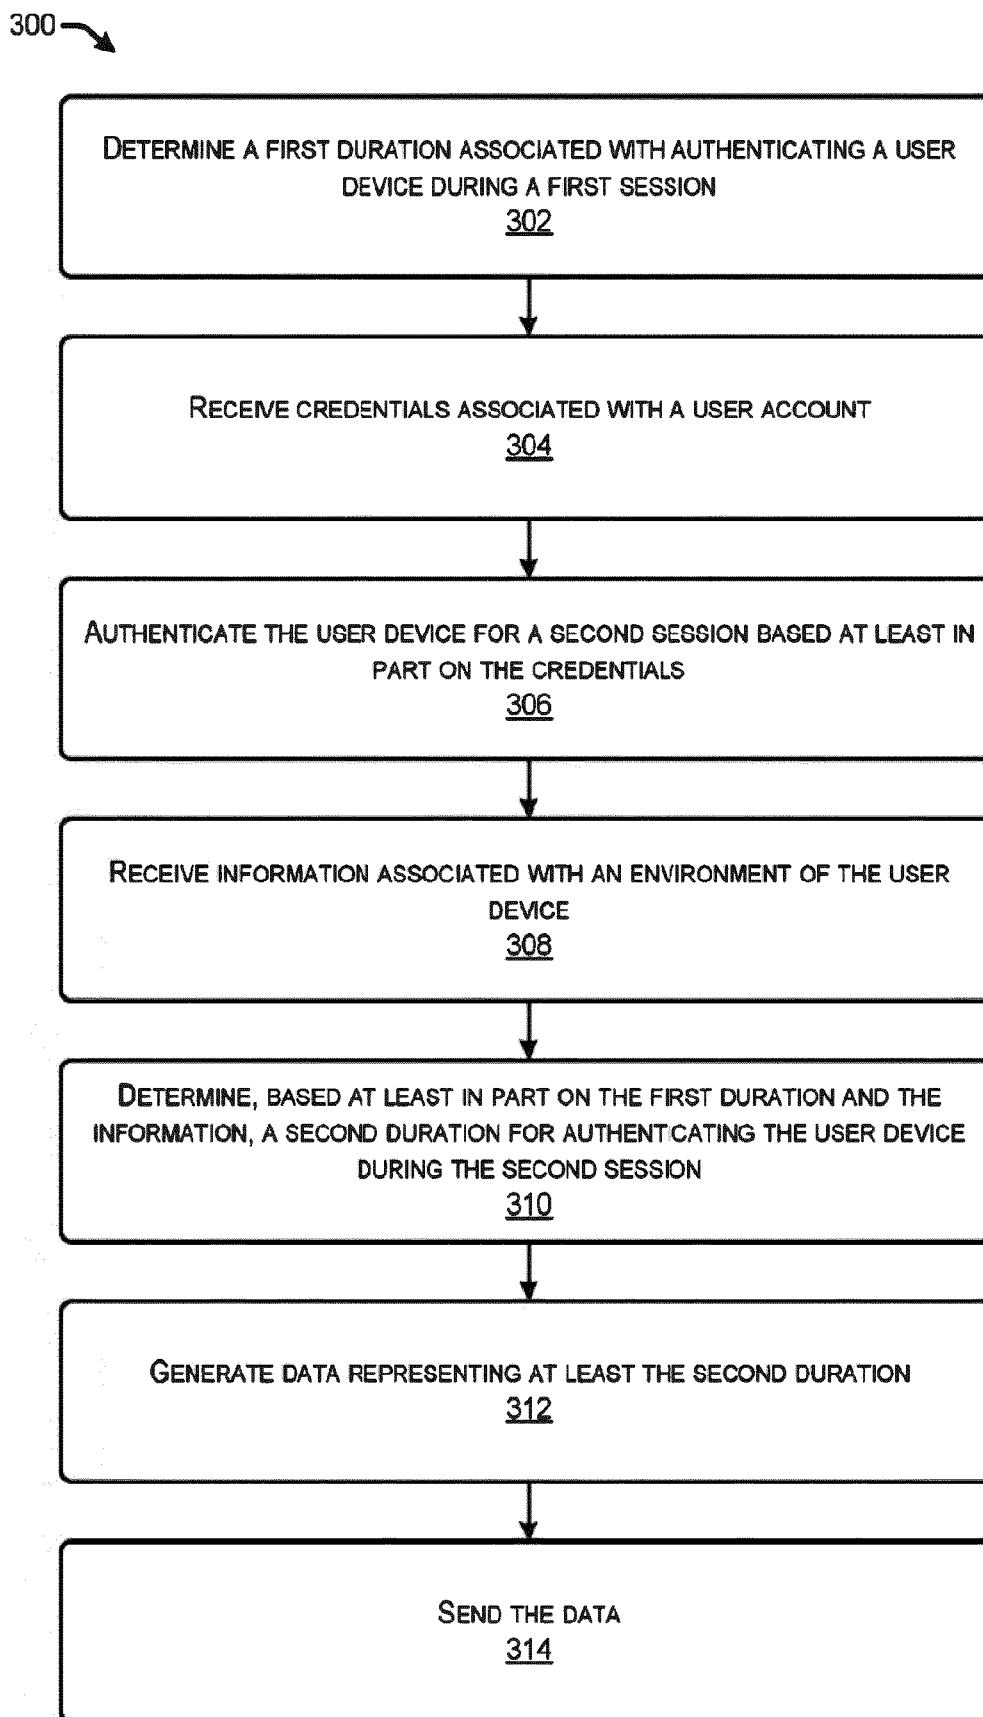 300
DETERMINE A FIRST DURATION ASSOCIATED WITH AUTHENTICATING A USER
DEVICE DURING A FIRST SESSION
302
RECEIVE CREDENTIALS ASSOCIATED WITH A USER ACCOUNT
304
AUTHENTICATE THE USER DEVICE FOR A SECOND SESSION BASED AT LEAST IN
PART ON THE CREDENTIALS
306
RECEIVE INFORMATION ASSOCIATED WITH AN ENVIRONMENT OF THE USER
DEVICE
308
DETERMINE, BASED AT LEAST IN PART ON THE FIRST DURATION AND THE
INFORMATION, A SECOND DURATION FOR AUTHENTICATING THE USER DEVICE
DURING THE SECOND SESSION
310
GENERATE DATA REPRESENTING AT LEAST THE SECOND DURATION
312
SEND THE DATA
314